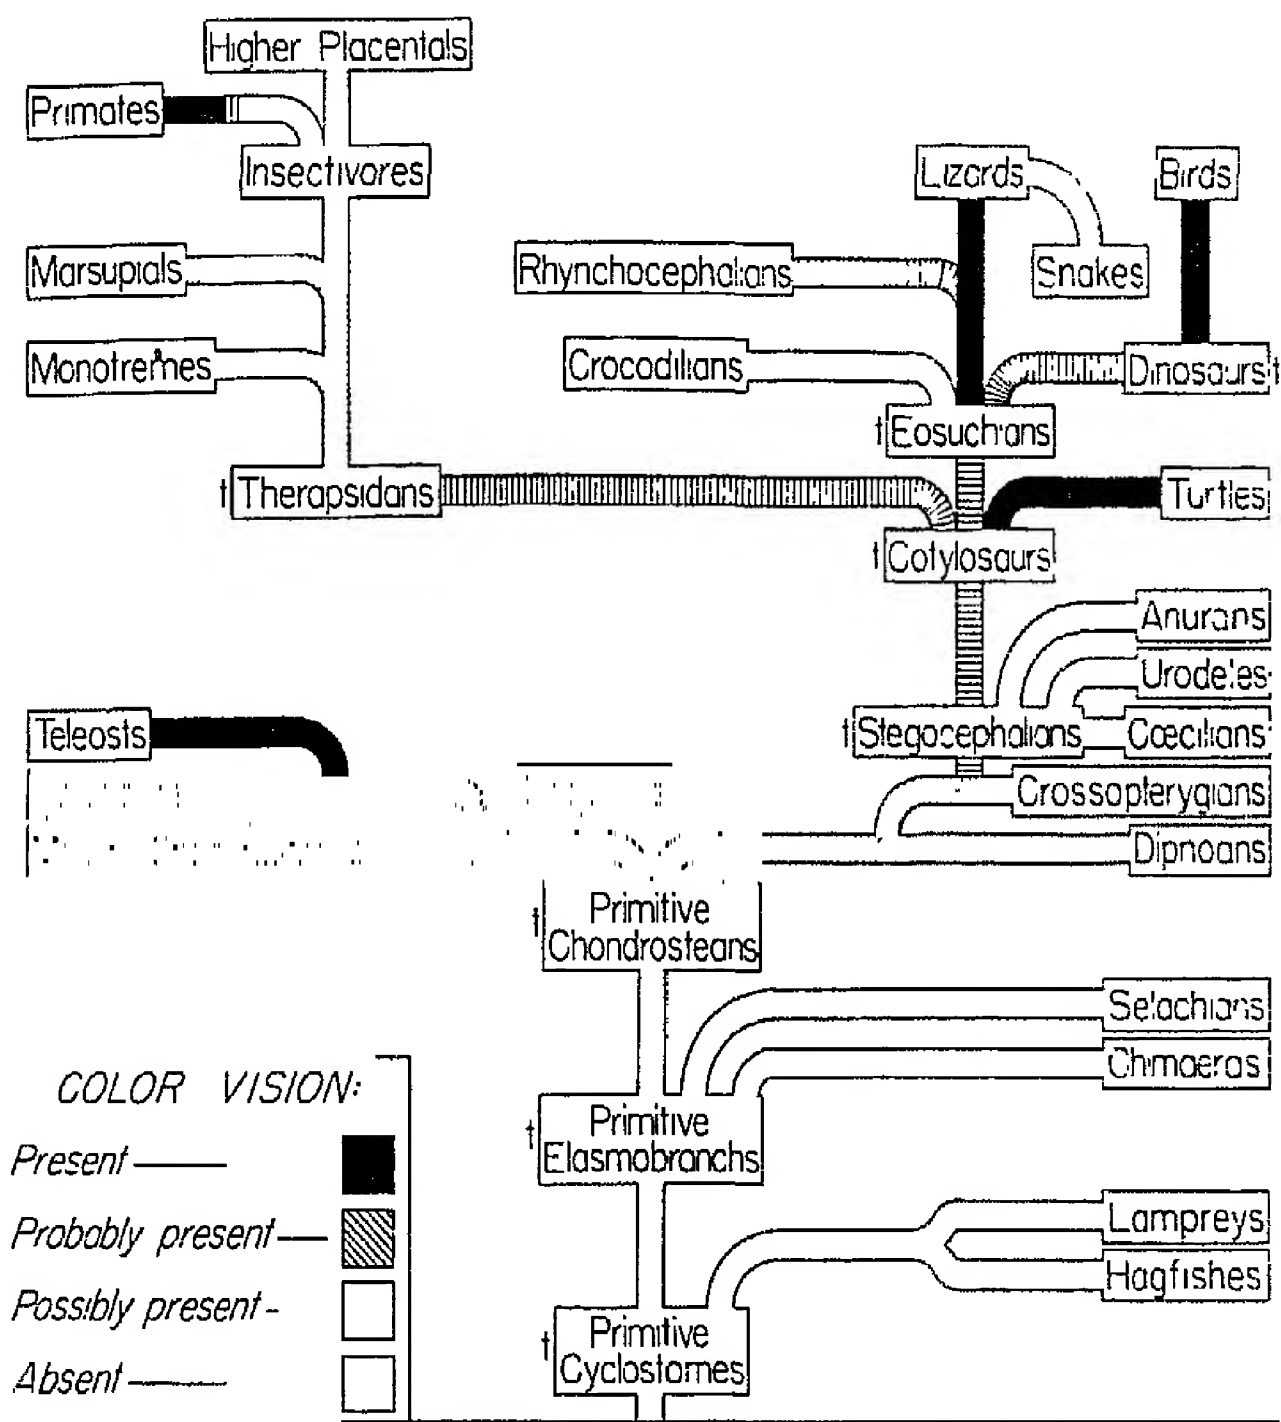 Higher Placentals
Primates
Insectivores
Lizards
Birds
Marsupials
Rhynchocephalians
Snakes
Monotremes
Crocodilians
Dinosaurs†
†Eosuchians
†Therapsidans
Turtles
†Cotylosaurs
Anurans
Urodeles
Teleosts
†Stegocephalians
Cœcilians
Crossopterygians
Dipnoans
† Primitive
Chondrosteans
Selachians
Chimaeras
COLOR VISION:
† Primitive
Elasmobranchs
Present
Probably present
Lampreys
Hagfishes
Possibly present
† Primitive
Cyclostomes
Absent